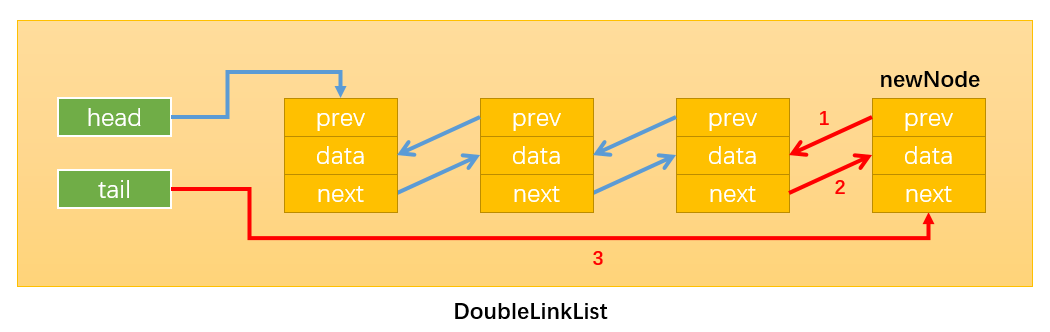 newNode
head
prev
prev
prev
1
prev
data
data
data
data
tail
next
next
next
2
next
3
DoubleLinkList